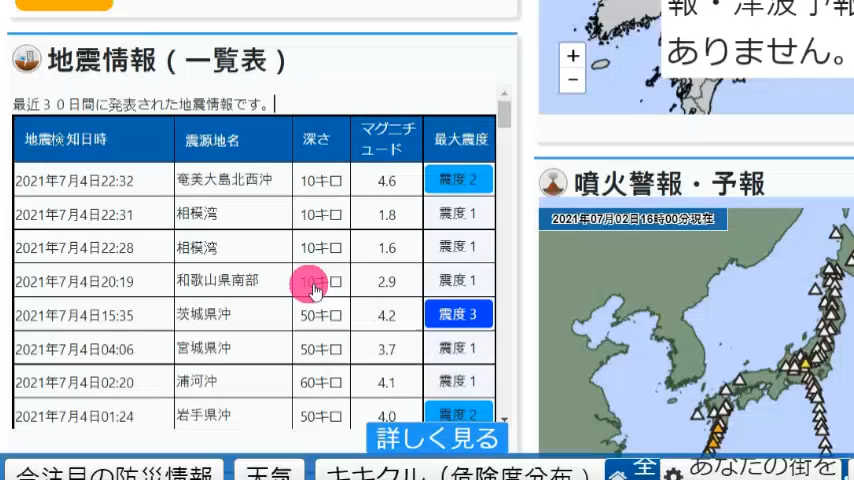 地震情報(一覧表)
最近30日間に発表された地震情報です。
地震検知日時 震源地名 深さ マグニチュード 最大震度
2021年7月4日22:32 奄美大島北西沖 10キロ 4.6 震度2
2021年7月4日22:31 相模湾 10キロ 1.8 震度1
2021年7月4日22:28 相模湾 10キロ 1.6 震度1
2021年7月4日20:19 和歌山県南部 10キロ 2.9 震度1
2021年7月4日15:35 茨城県沖 50キロ 4.2 震度3
2021年7月4日04:06 宮城県沖 50キロ 3.7 震度1
2021年7月4日02:20 浦河沖 60キロ 4.1 震度1
2021年7月4日01:24 岩手県沖 50キロ 4.0 震度2
詳しく見る
報・津波予報
ありません。
+
−
噴火警報・予報
2021年07月02日16時00分現在
今注目の防災情報 天気 キキクル(危険度分布) 全 あなたの街を